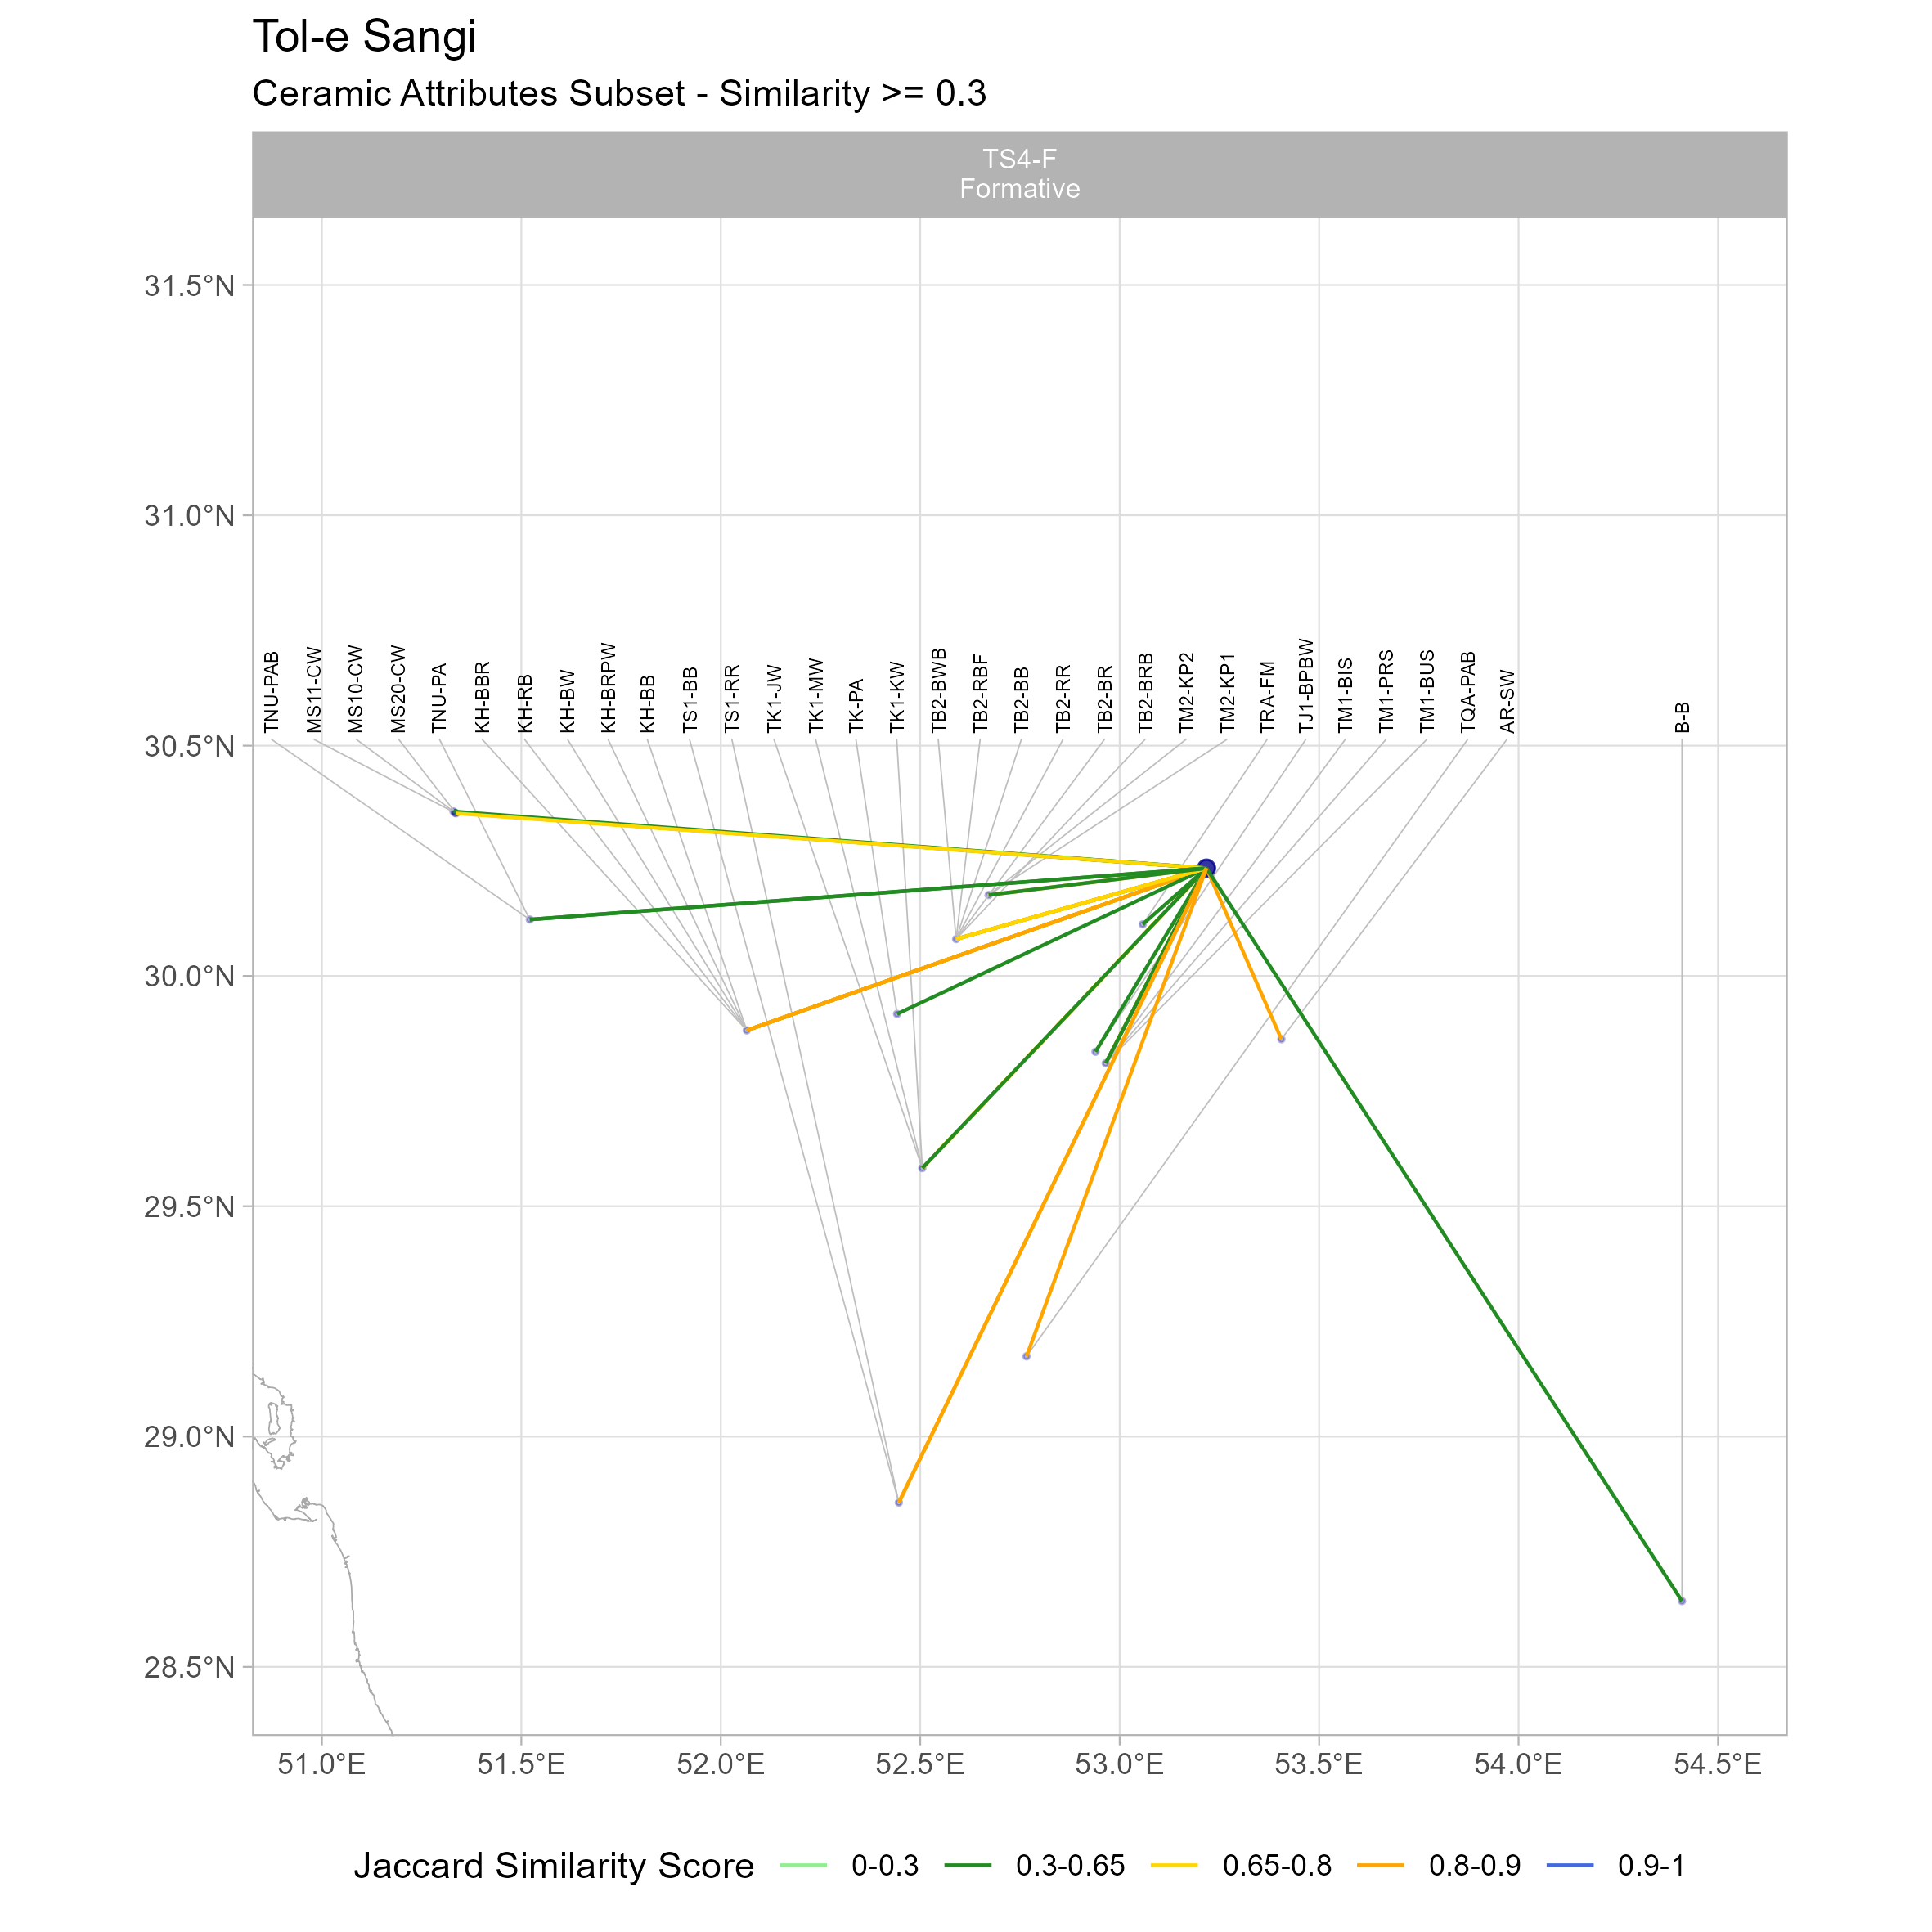 Tol-e Sangi
Ceramic Attributes Subset - Similarity >= 0.3
TS4-F
Formative
31.5°N
31.0°N
30.5°N
30.0°N
29.5°N
29.0°N
28.5°N
TNU-PAB
MS11-CW
MS10-CW
MS20-CW
TNU-PA
KH-BBR
KH-RB
KH-BW
KH-BRPW
KH-BB
TS1-BB
TS1-RR
TK1-JW
TK1-MW
TK-PA
TK1-KW
TB2-BWB
TB2-RBF
TB2-BB
TB2-RR
TB2-BR
TB2-BRB
TM2-KP2
TM2-KP1
TRA-FM
TJ1-BPBW
TM1-BIS
TM1-PRS
TM1-BUS
TQA-PAB
AR-SW
B-B
51.0°E 51.5°E 52.0°E 52.5°E 53.0°E 53.5°E 54.0°E 54.5°E
Jaccard Similarity Score 0-0.3 0.3-0.65 0.65-0.8 0.8-0.9 0.9-1